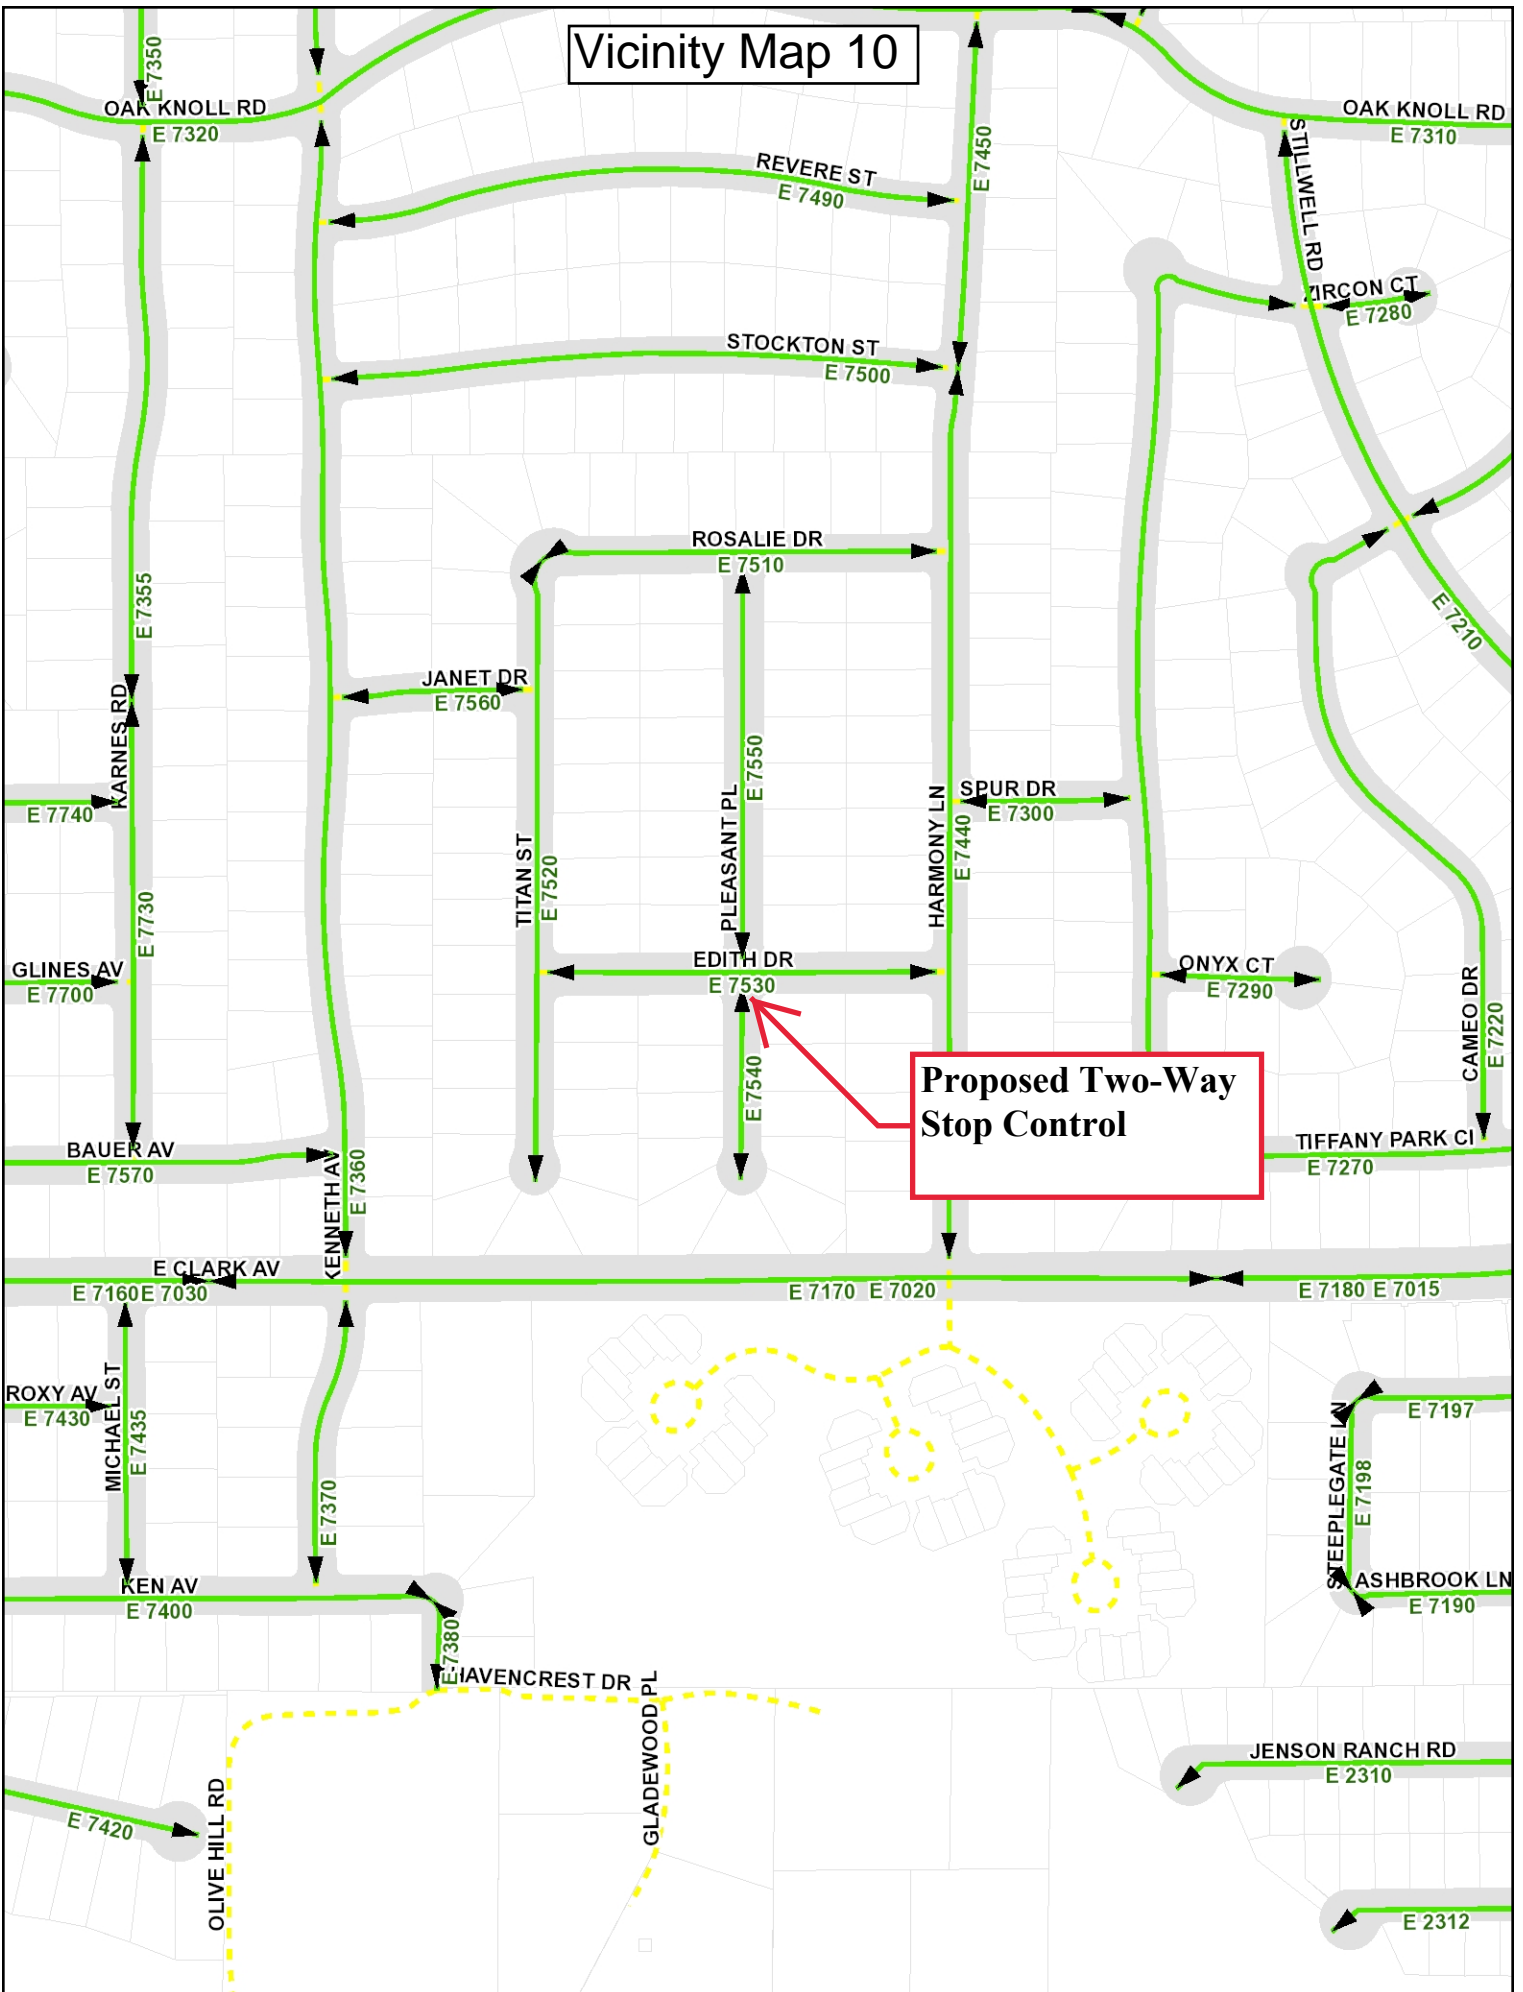 Vicinity Map 10
E 7350
OAK KNOLL RD
E 7320
OAK KNOLL RD
E 7310
STILLWELL RD
E 7450
REVERE ST
E 7490
ZIRCON CT
E 7280
STOCKTON ST
E 7500
ROSALIE DR
E 7510
E 7355
E 7210
JANET DR
E 7560
KARNES RD
E 7550
PLEASANT PL
SPUR DR
E 7300
HARMONY LN
E 7440
E 7740
TITAN ST
E 7520
E 7730
GLINES AV
E 7700
EDITH DR
E 7530
ONYX CT
E 7290
CAMEO DR
E 7220
E 7540
Proposed Two-Way
Stop Control
BAUER AV
E 7570
KENNETH AV
E 7360
TIFFANY PARK CI
E 7270
E CLARK AV
E 7160
E 7030
E 7170
E 7020
E 7180
E 7015
ROXY AV
E 7430
MICHAEL ST
E 7435
E 7370
E 7197
STEEPLEGATE LN
E 7198
KEN AV
E 7400
ASHBROOK LN
E 7190
E 7380
HAVENCREST DR
GLADEWOOD PL
OLIVE HILL RD
E 7420
JENSON RANCH RD
E 2310
E 2312